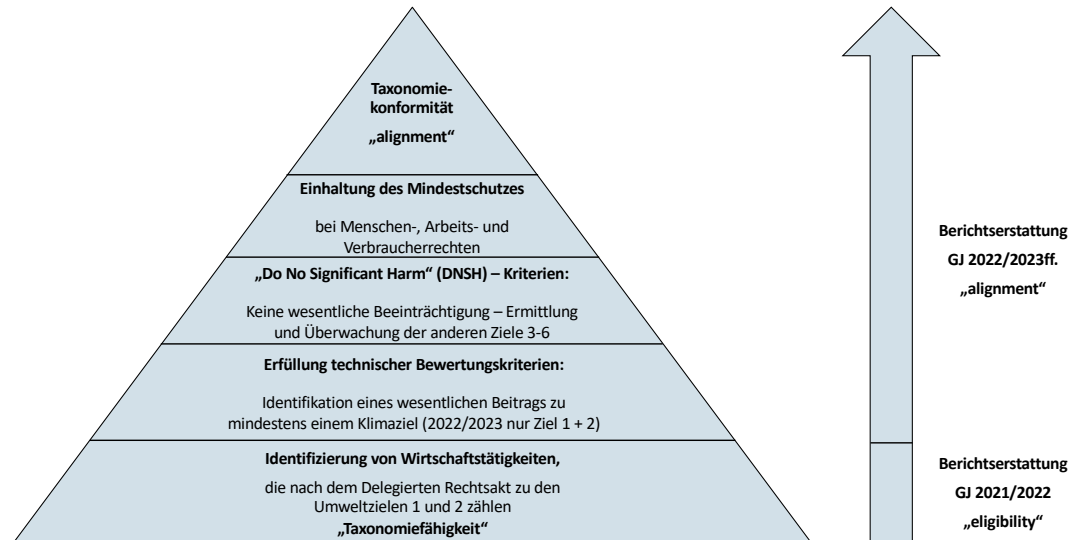 Taxonomie-
konformität
„alignment“
Einhaltung des Mindestschutzes
bei Menschen-, Arbeits- und
Verbraucherrechten
„Do No Significant Harm“ (DNSH) – Kriterien:
Keine wesentliche Beeinträchtigung – Ermittlung
und Überwachung der anderen Ziele 3-6
Erfüllung technischer Bewertungskriterien:
Identifikation eines wesentlichen Beitrags zu
mindestens einem Klimaziel (2022/2023 nur Ziel 1 + 2)
Identifizierung von Wirtschaftstätigkeiten,
die nach dem Delegierten Rechtsakt zu den
Umweltzielen 1 und 2 zählen
„Taxonomiefähigkeit“
Berichtserstattung
GJ 2022/2023ff.
„alignment“
Berichtserstattung
GJ 2021/2022
„eligibility“